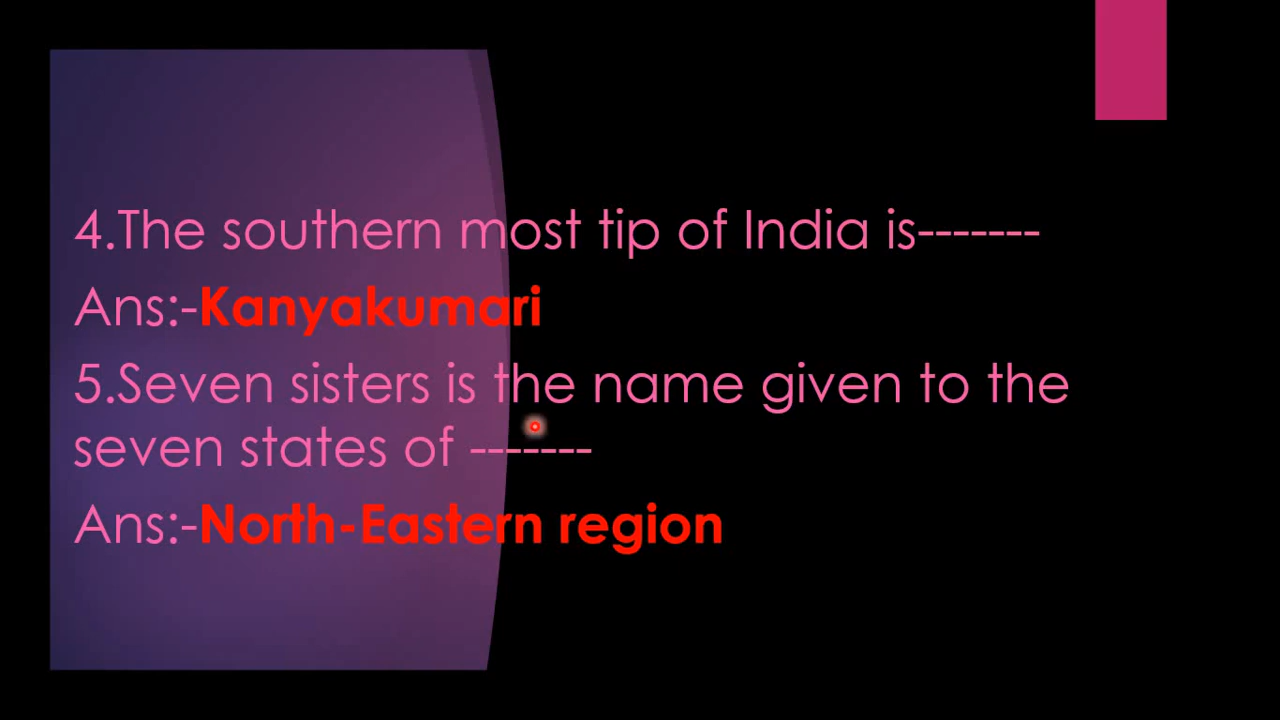 4.The southern most tip of India is-------
Ans:-Kanyakumari
5.Seven sisters is the name given to the
seven states of -------
Ans:-North-Eastern region